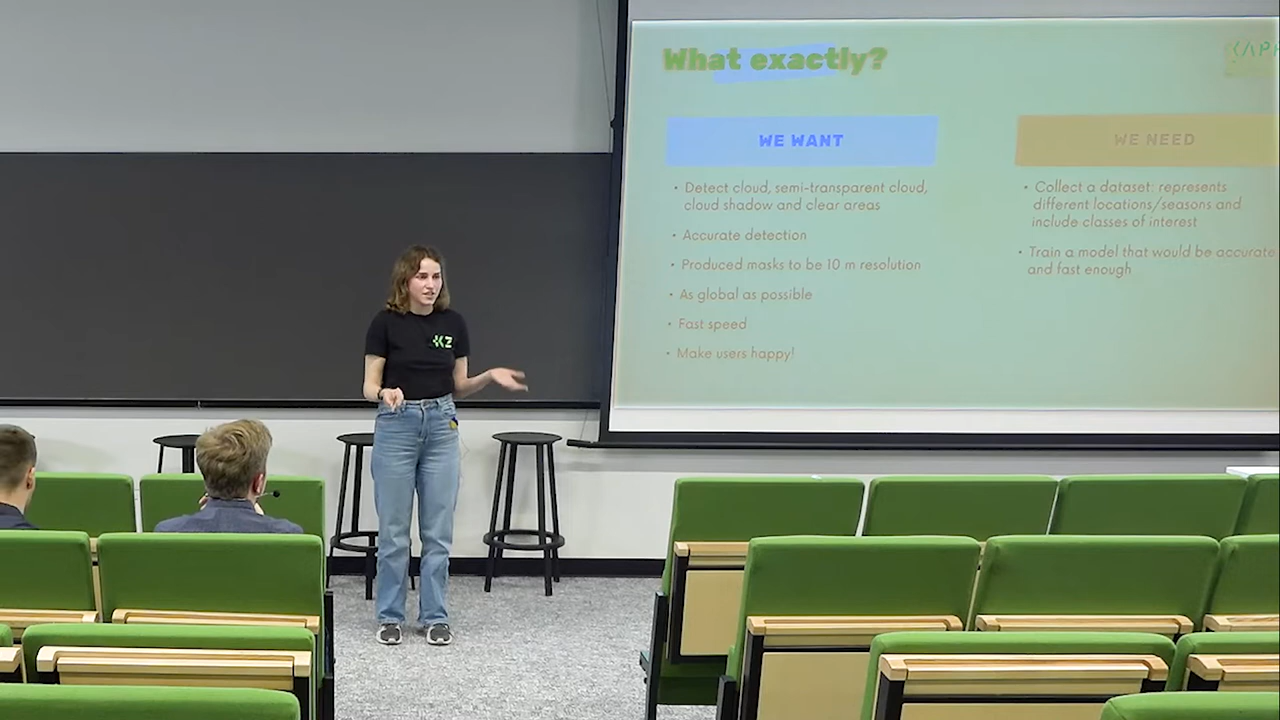 What exactly?
WE WANT
• Detect cloud, semi-transparent cloud,
cloud shadow and clear areas
• Accurate detection
• Produced masks to be 10 m resolution
• As global as possible
• Fast speed
• Make users happy!
WE NEED
• Collect a dataset: represents
different locations/seasons and
include classes of interest
• Train a model that would be accurate
and fast enough
KZ